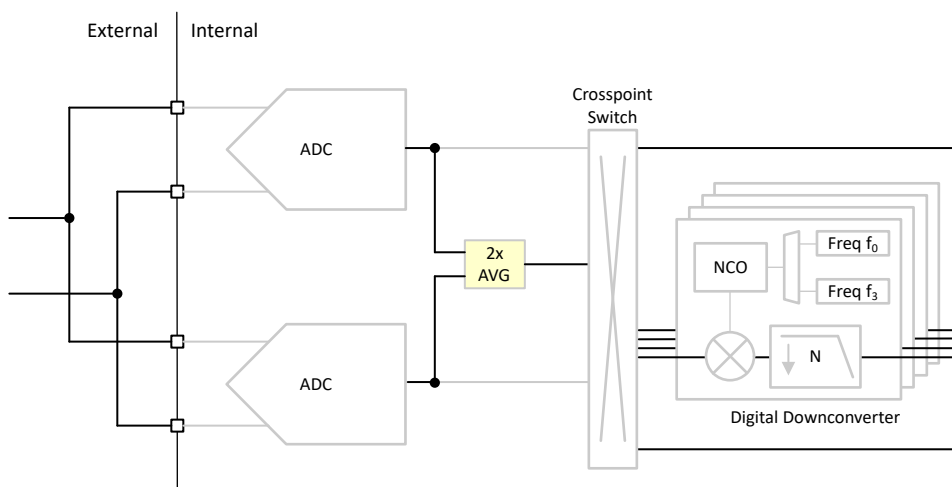 External
Internal
Crosspoint
Switch
ADC
2x
AVG
NCO
Freq f₀
Freq f₃
N
ADC
Digital Downconverter